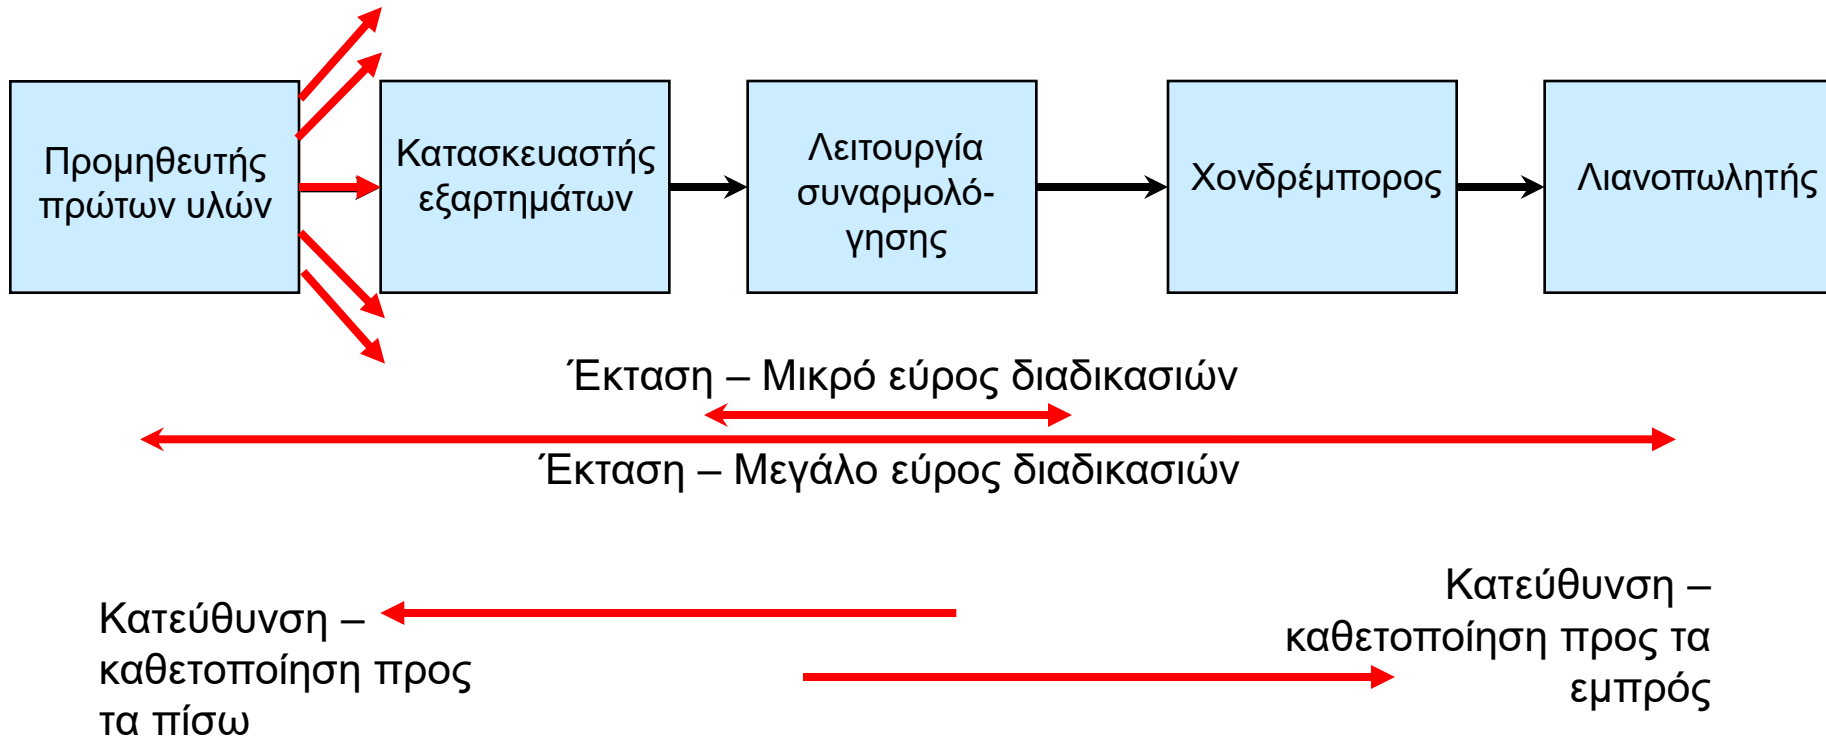 Προμηθευτής
πρώτων υλών
Κατασκευαστής
εξαρτημάτων
Λειτουργία
συναρμολό-
γησης
Χονδρέμπορος
Λιανοπωλητής
Έκταση – Μικρό εύρος διαδικασιών
Έκταση – Μεγάλο εύρος διαδικασιών
Κατεύθυνση –
καθετοποίηση προς
τα πίσω
Κατεύθυνση –
καθετοποίηση προς τα
εμπρός